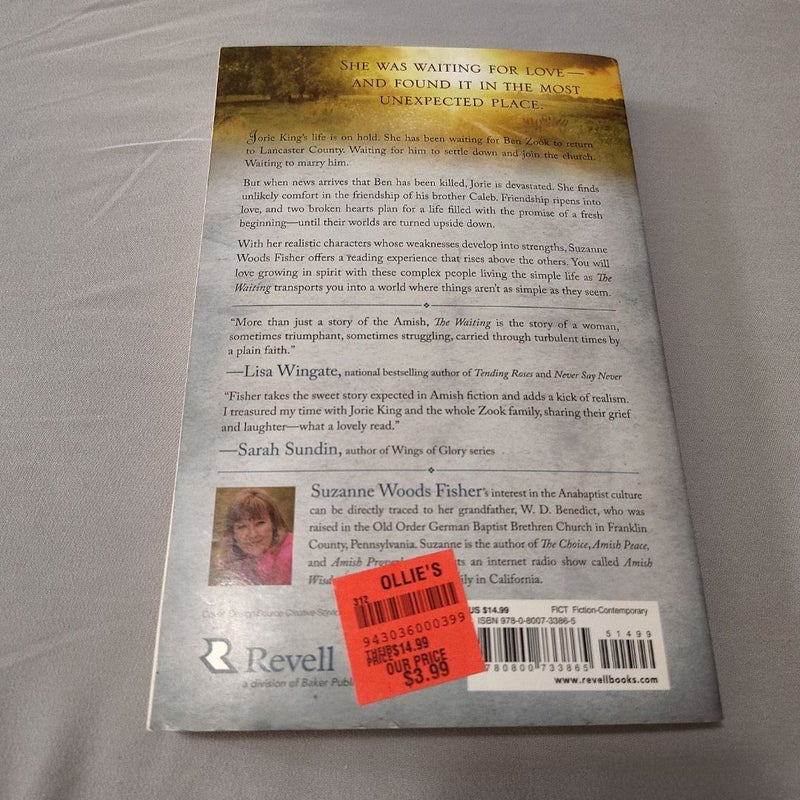 SHE WAS WAITING FOR LOVE—
AND FOUND IT IN THE MOST
UNEXPECTED PLACE.
Jorie King's life is on hold. She has been waiting for Ben Zook to return
to Lancaster County. Waiting for him to settle down and join the church.
Waiting to marry him.
But when news arrives that Ben has been killed, Jorie is devastated. She finds
unlikely comfort in the friendship of his brother Caleb. Friendship ripens into
love, and two broken hearts plan for a life filled with the promise of a fresh
beginning—until their worlds are turned upside down.
With her realistic characters whose weaknesses develop into strengths, Suzanne
Woods Fisher offers a reading experience that rises above the others. You will
love growing in spirit with these complex people living the simple life as The
Waiting transports you into a world where things aren't as simple as they seem.
"More than just a story of the Amish, The Waiting is the story of a woman,
sometimes triumphant, sometimes struggling, carried through turbulent times by
a plain faith."
—Lisa Wingate, national bestselling author of Tending Roses and Never Say Never
"Fisher takes the sweet story expected in Amish fiction and adds a kick of realism.
I treasured my time with Jorie King and the whole Zook family, sharing their grief
and laughter—what a lovely read."
—Sarah Sundin, author of Wings of Glory series
Suzanne Woods Fisher's interest in the Anabaptist culture
can be directly traced to her grandfather, W. D. Benedict, who was
raised in the Old Order German Baptist Brethren Church in Franklin
County, Pennsylvania. Suzanne is the author of The Choice, Amish Peace,
and Amish ts an internet radio show called Amish
ily in California.
Cover Design Source Creative
Revell
a division of Baker Publ
OLLIE'S
312
943036000399
THEIR $14.99
PRICE
OUR PRICE
$3.99
US $14.99 FICT Fiction-Contemporary
ISBN 978-0-8007-3386-5
51499
780800 733865
www.revellbooks.com